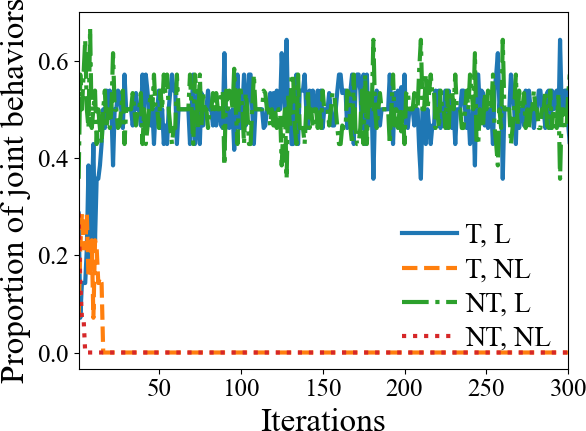 Proportion of joint behaviors
0.6
0.4
0.2
0.0
T, L
T, NL
NT, L
NT, NL
50 100 150 200 250 300
Iterations